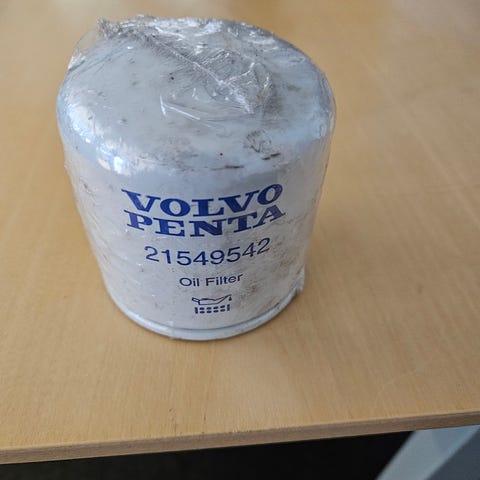 VOLVO
PENTA
21549542
Oil Filter